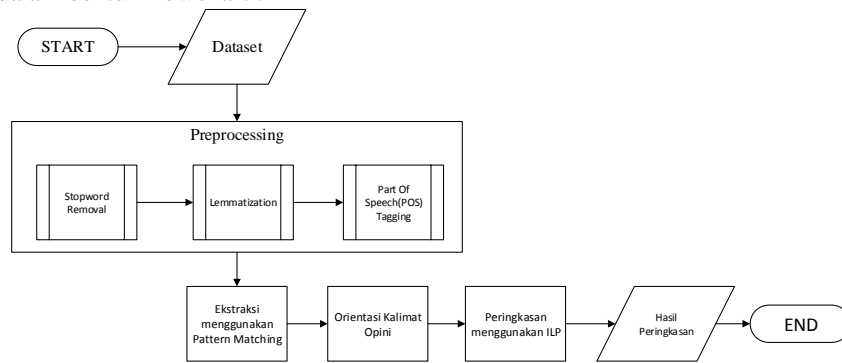 START
Dataset
Preprocessing
Stopword
Removal
Lemmatization
Part Of
Speech(POS)
Tagging
Ekstraksi
menggunakan
Pattern Matching
Orientasi Kalimat
Opini
Peringkasan
menggunakan ILP
Hasil
Peringkasan
END